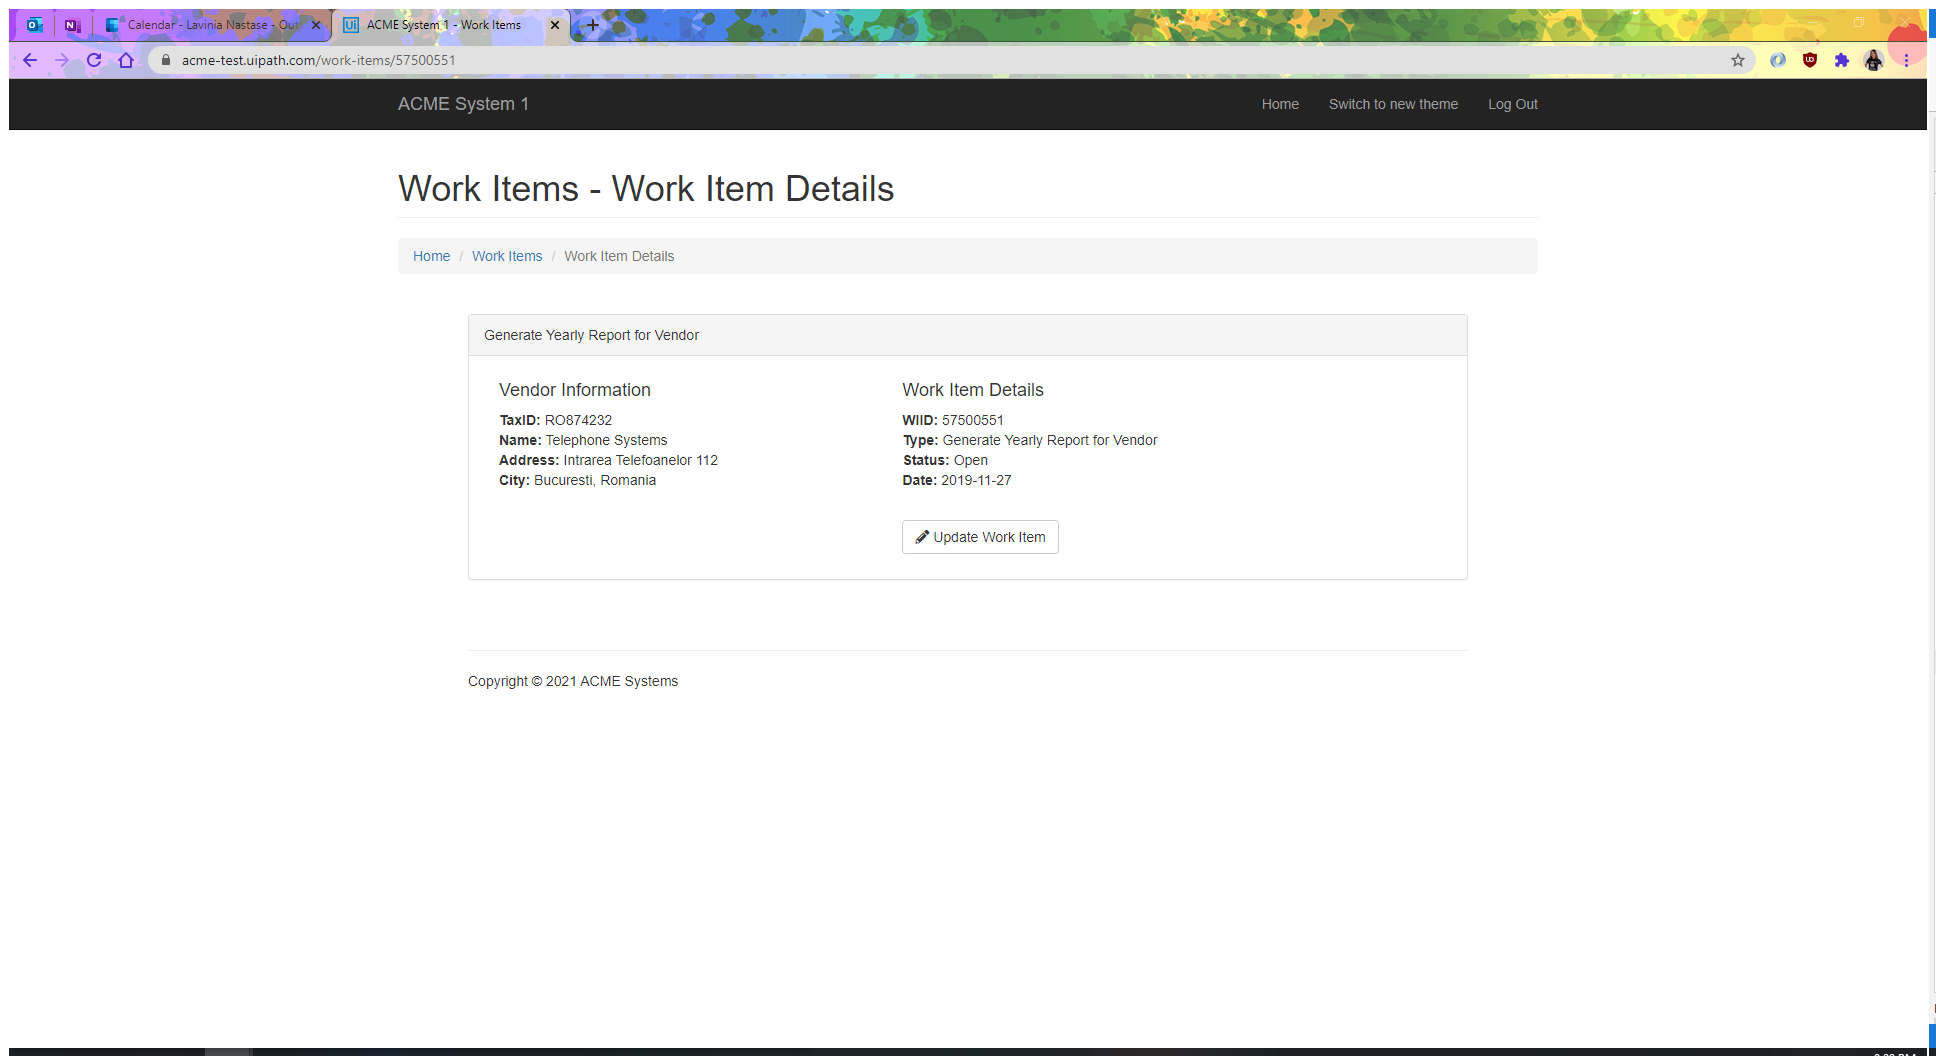 Calendar - Lavinia Nastase - Out
ACME System 1 - Work Items
acme-test.uipath.com/work-items/57500551
ACME System 1
Home
Switch to new theme
Log Out
Work Items - Work Item Details
Home / Work Items / Work Item Details
Generate Yearly Report for Vendor
Vendor Information
TaxID: RO874232
Name: Telephone Systems
Address: Intrarea Telefoanelor 112
City: Bucuresti, Romania
Work Item Details
WIID: 57500551
Type: Generate Yearly Report for Vendor
Status: Open
Date: 2019-11-27
Update Work Item
Copyright © 2021 ACME Systems